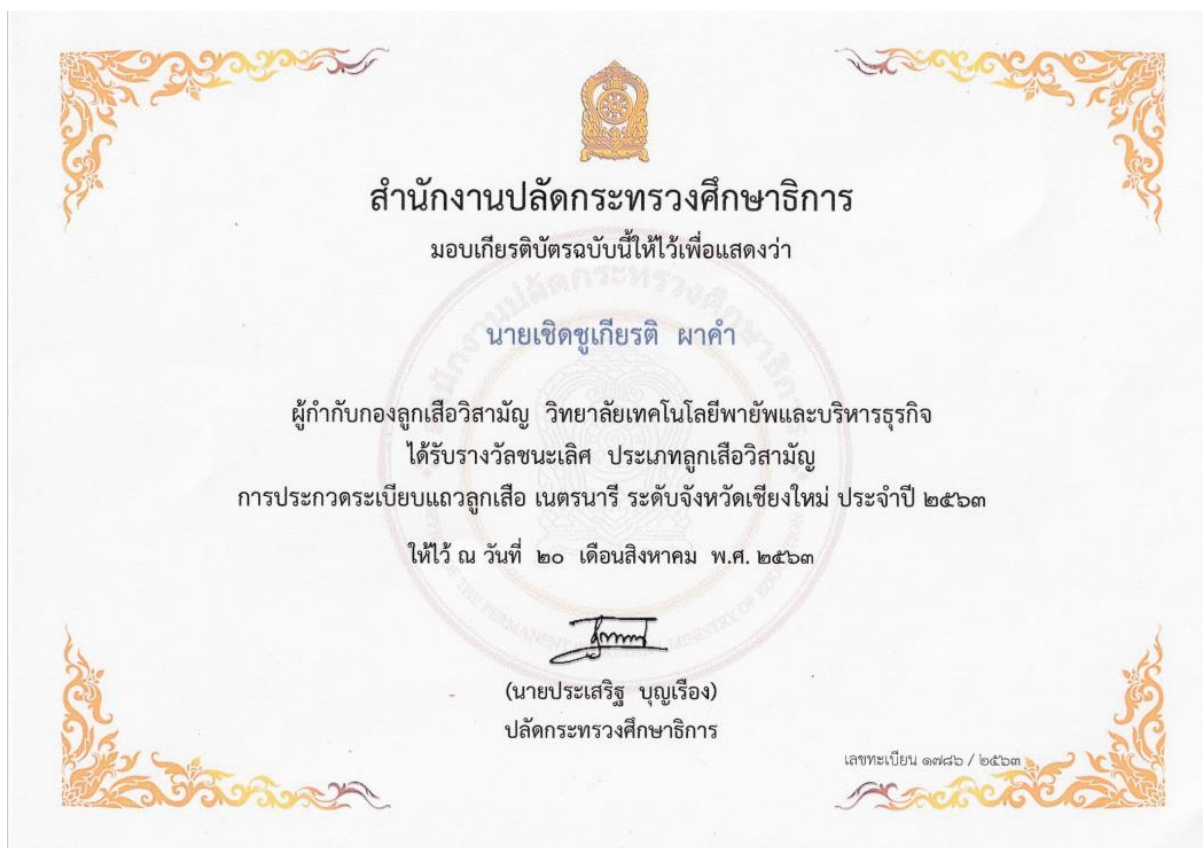 สำนักงานปลัดกระทรวงศึกษาธิการ
มอบเกียรติบัตรฉบับนี้ให้ไว้เพื่อแสดงว่า
นายเชิดชูเกียรติ ผาคำ
ผู้กำกับกองลูกเสือวิสามัญ วิทยาลัยเทคโนโลยีพายัพและบริหารธุรกิจ
ได้รับรางวัลชนะเลิศ ประเภทลูกเสือวิสามัญ
การประกวดระเบียบแถวลูกเสือ เนตรนารี ระดับจังหวัดเชียงใหม่ ประจำปี ๒๕๖๓
ให้ไว้ ณ วันที่ ๒๐ เดือนสิงหาคม พ.ศ. ๒๕๖๓
(นายประเสริฐ บุญเรือง)
ปลัดกระทรวงศึกษาธิการ
เลขทะเบียน ๑๗๘๖ / ๒๕๖๓